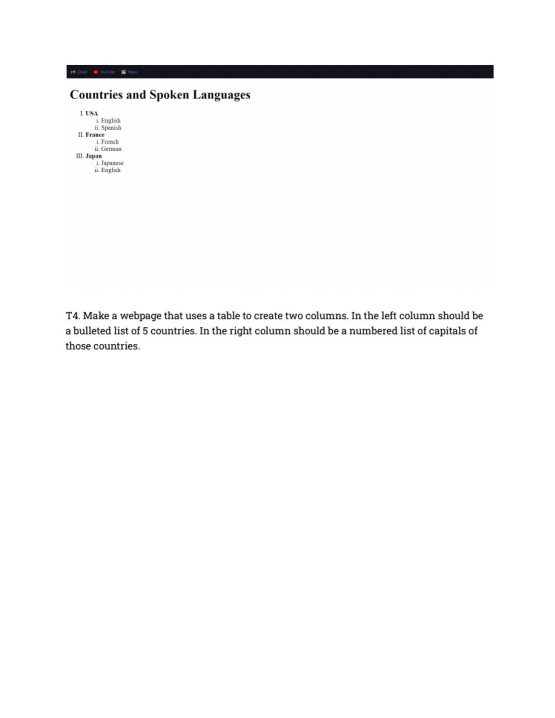 Gmail YouTube Maps
Countries and Spoken Languages
I. USA
i. English
ii. Spanish
II. France
i. French
ii. German
III. Japan
i. Japanese
ii. English
T4. Make a webpage that uses a table to create two columns. In the left column should be
a bulleted list of 5 countries. In the right column should be a numbered list of capitals of
those countries.